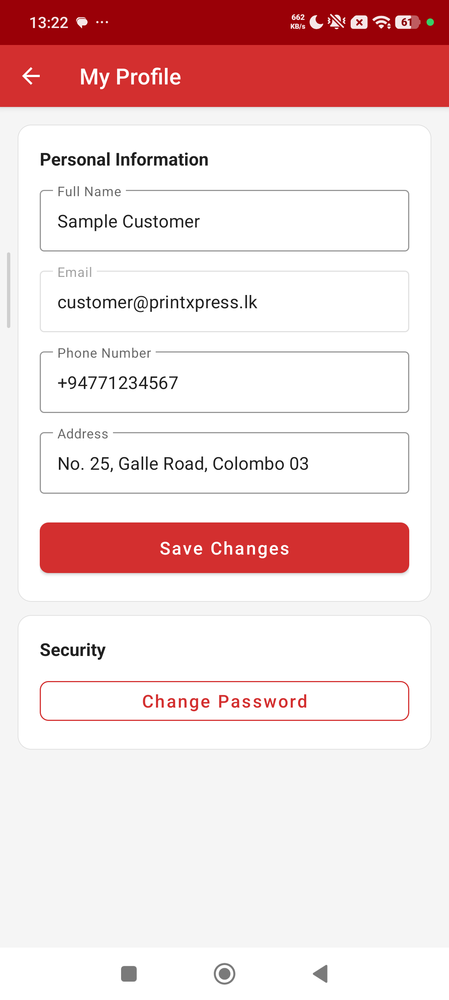 13:22 ... 662 KB/s 61
My Profile
Personal Information
Full Name
Sample Customer
Email
customer@printxpress.lk
Phone Number
+94771234567
Address
No. 25, Galle Road, Colombo 03
Save Changes
Security
Change Password